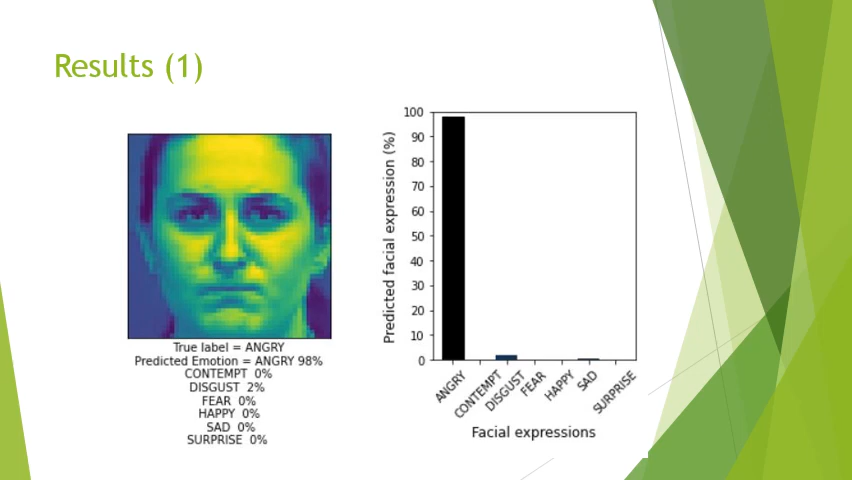 Results (1)
True label = ANGRY
Predicted Emotion = ANGRY 98%
CONTEMPT 0%
DISGUST 2%
FEAR 0%
HAPPY 0%
SAD 0%
SURPRISE 0%
Predicted facial expression (%)
100
90
80
70
60
50
40
30
20
10
0
ANGRY
CONTEMPT
DISGUST
FEAR
HAPPY
SAD
SURPRISE
Facial expressions